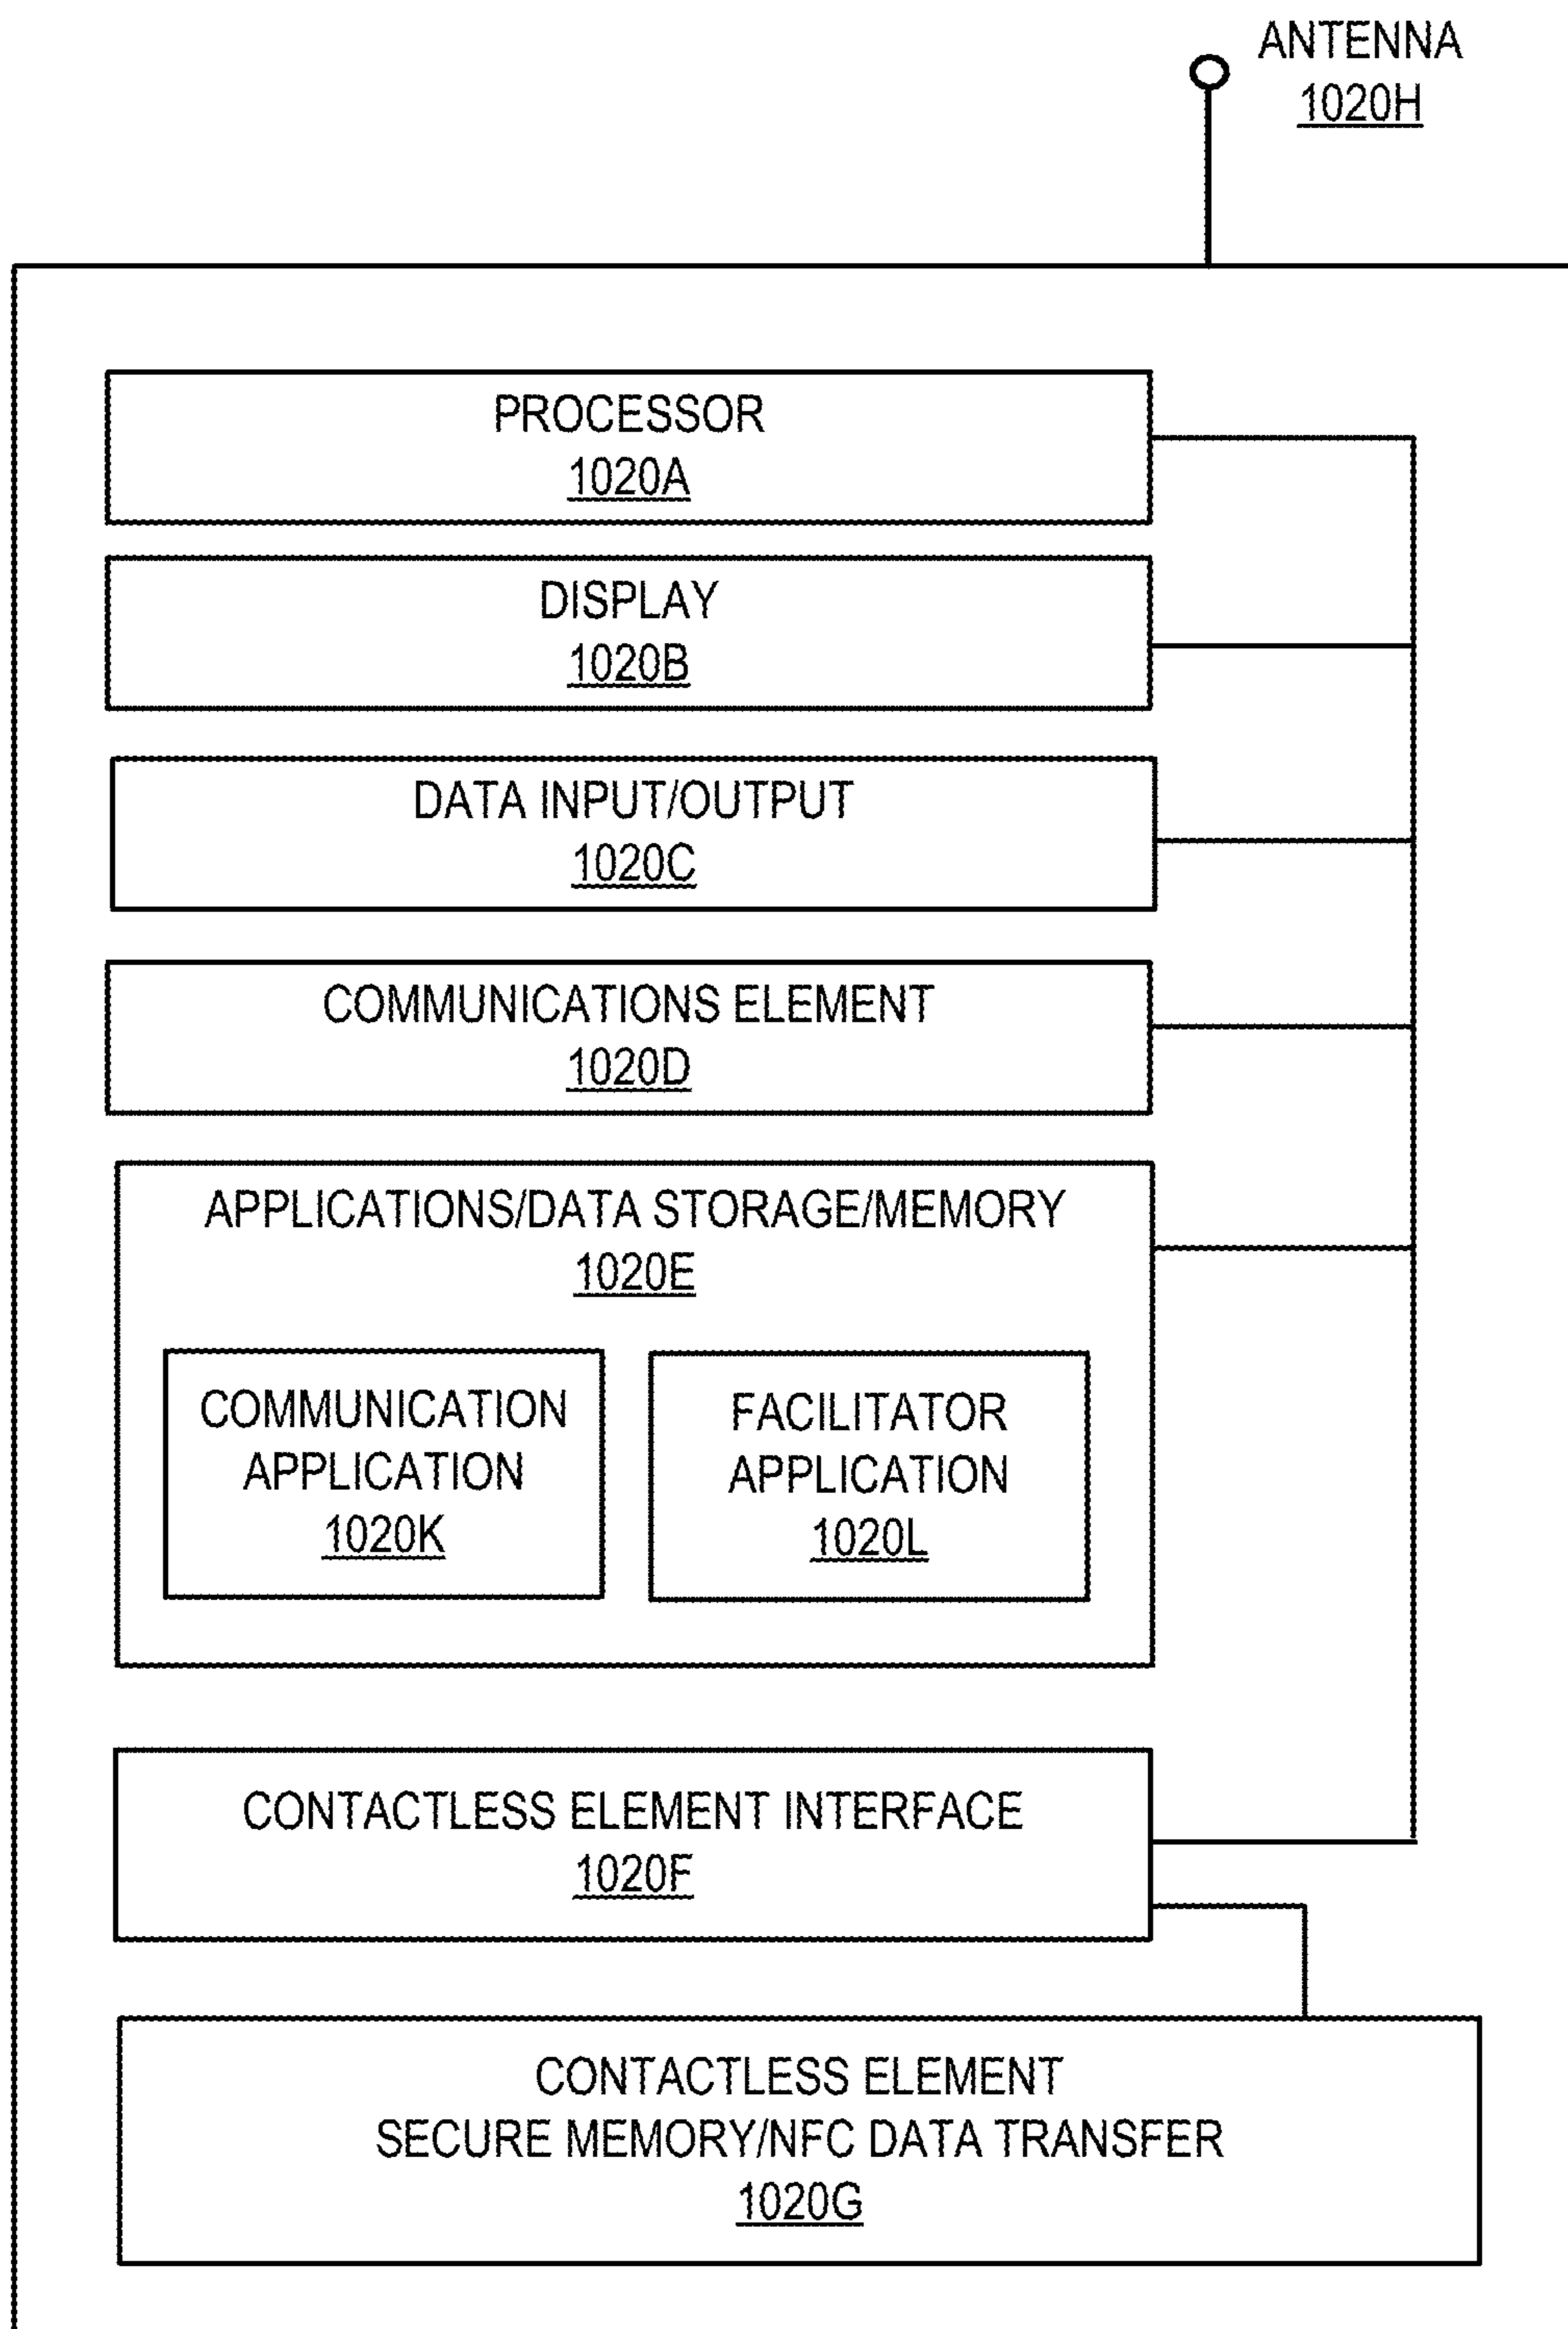 ANTENNA
1020H
PROCESSOR
1020A
DISPLAY
1020B
DATA INPUT/OUTPUT
1020C
COMMUNICATIONS ELEMENT
1020D
APPLICATIONS/DATA STORAGE/MEMORY
1020E
COMMUNICATION
APPLICATION
1020K
FACILITATOR
APPLICATION
1020L
CONTACTLESS ELEMENT INTERFACE
1020F
CONTACTLESS ELEMENT
SECURE MEMORY/NFC DATA TRANSFER
1020G